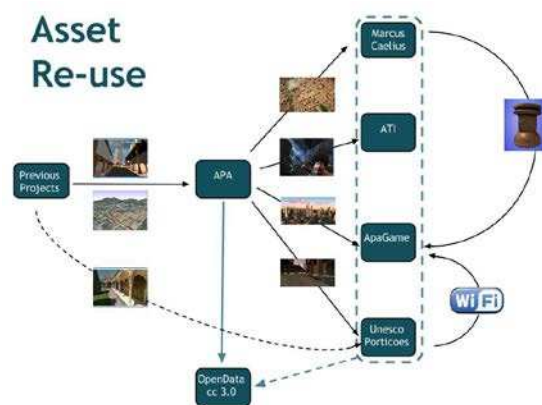 Asset
Re-use
Marcus
Caelius
ATI
Previous
Projects
APA
ApaGame
WiFi
Unesco
Porticoes
OpenData
cc 3.0